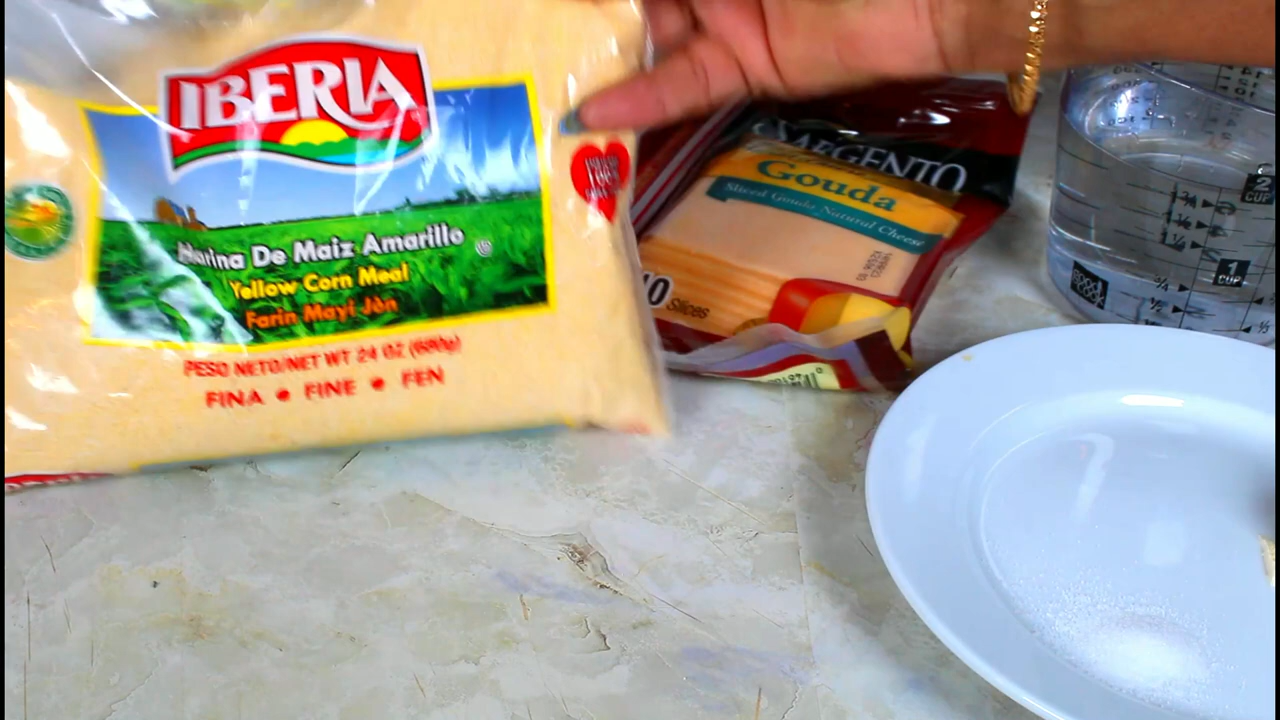 IBERIA
Harina De Maiz Amarillo
Yellow Corn Meal
Farin Mayi Jòn
PESO NETO/NET WT 24 OZ (680g)
FINA • FINE • FEN
SARGENTO
Gouda
Sliced Gouda Natural Cheese
10 Slices
2 CUP
1 CUP